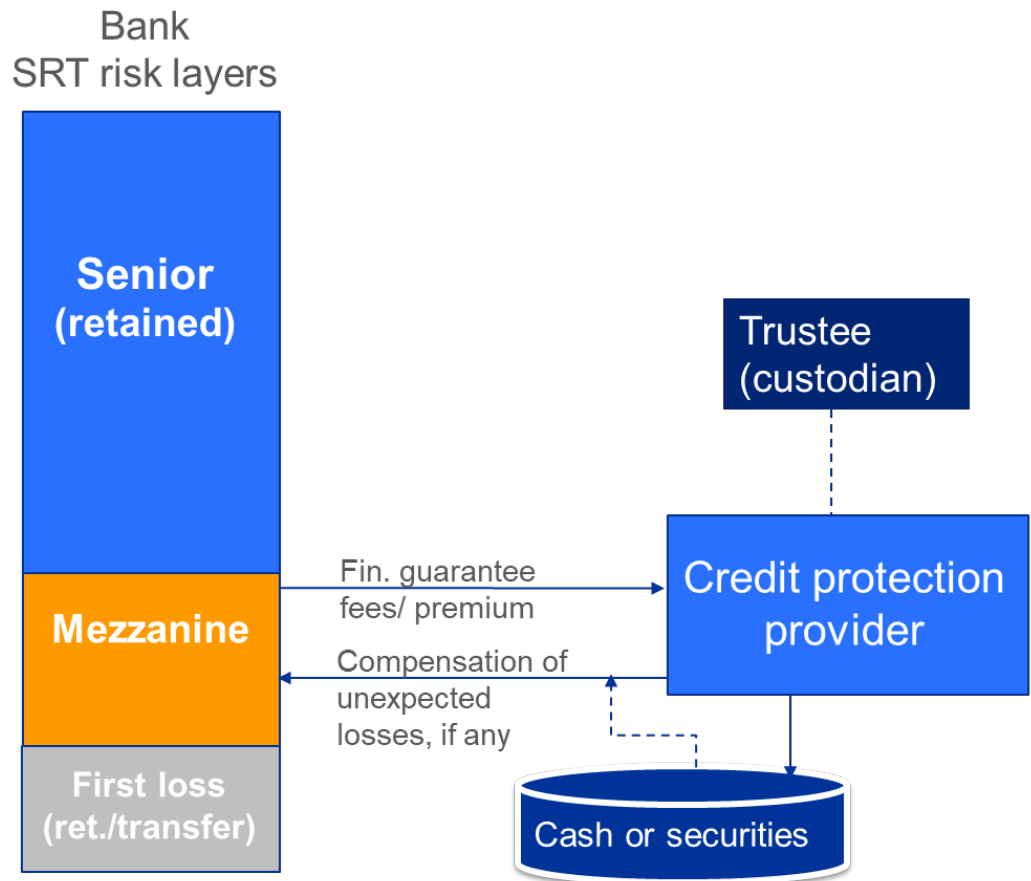 Bank
SRT risk layers
Senior
(retained)
Trustee
(custodian)
Fin. guarantee
fees/ premium
Credit protection
provider
Mezzanine
Compensation of
unexpected
losses, if any
First loss
(ret./transfer)
Cash or securities